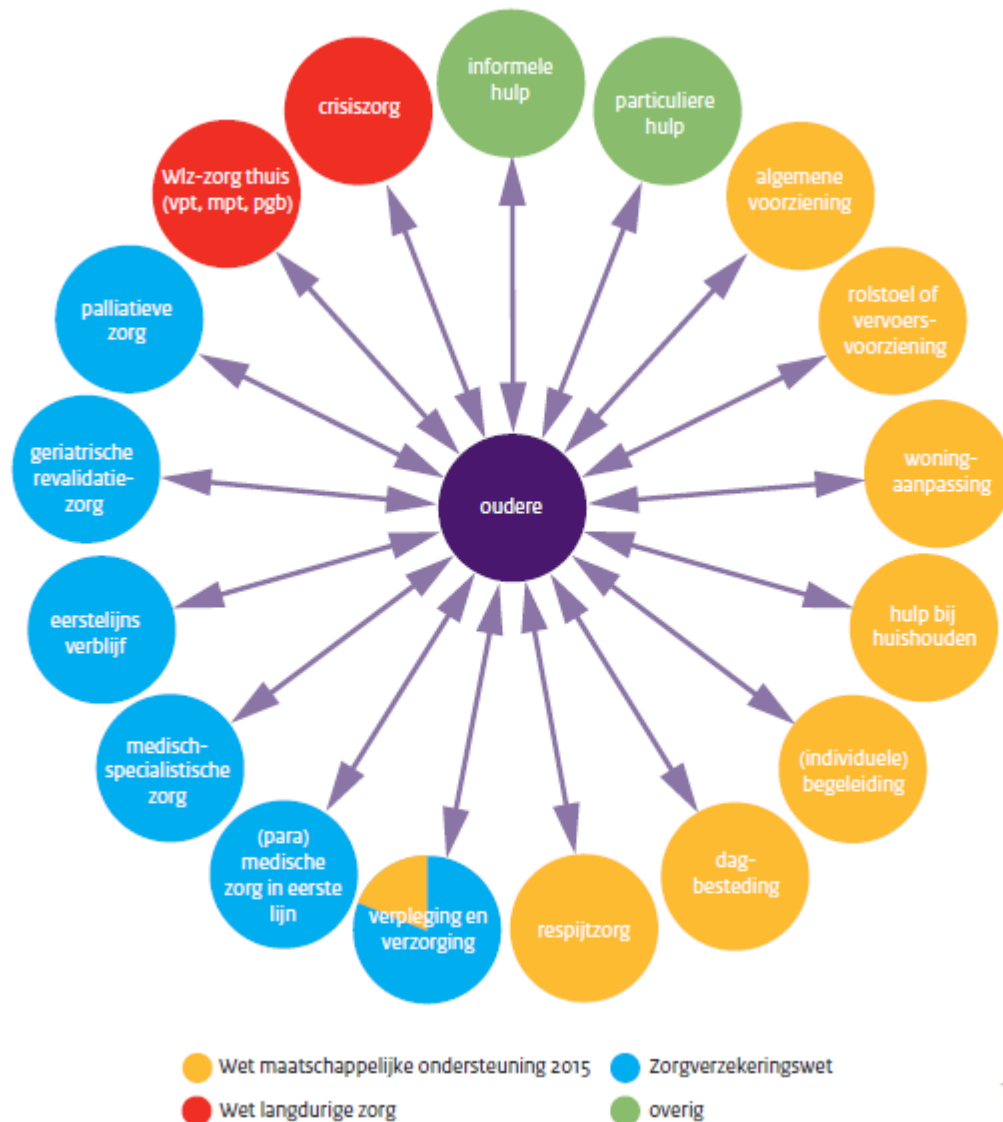 informele
hulp
particuliere
hulp
algemene
voorziening
rolstoel of
vervoers-
voorziening
woning-
aanpassing
hulp bij
huishouden
(individuele)
begeleiding
dag-
besteding
respijtzorg
verpleging en
verzorging
(para)
medische
zorg in eerste
lijn
medisch-
specialistische
zorg
eerstelijns
verblijf
geriatrische
revalidatie-
zorg
palliatieve
zorg
Wlz-zorg thuis
(vpt, mpt, pgb)
crisiszorg
oudere
Wet maatschappelijke ondersteuning 2015
Zorgverzekeringswet
Wet langdurige zorg
overig